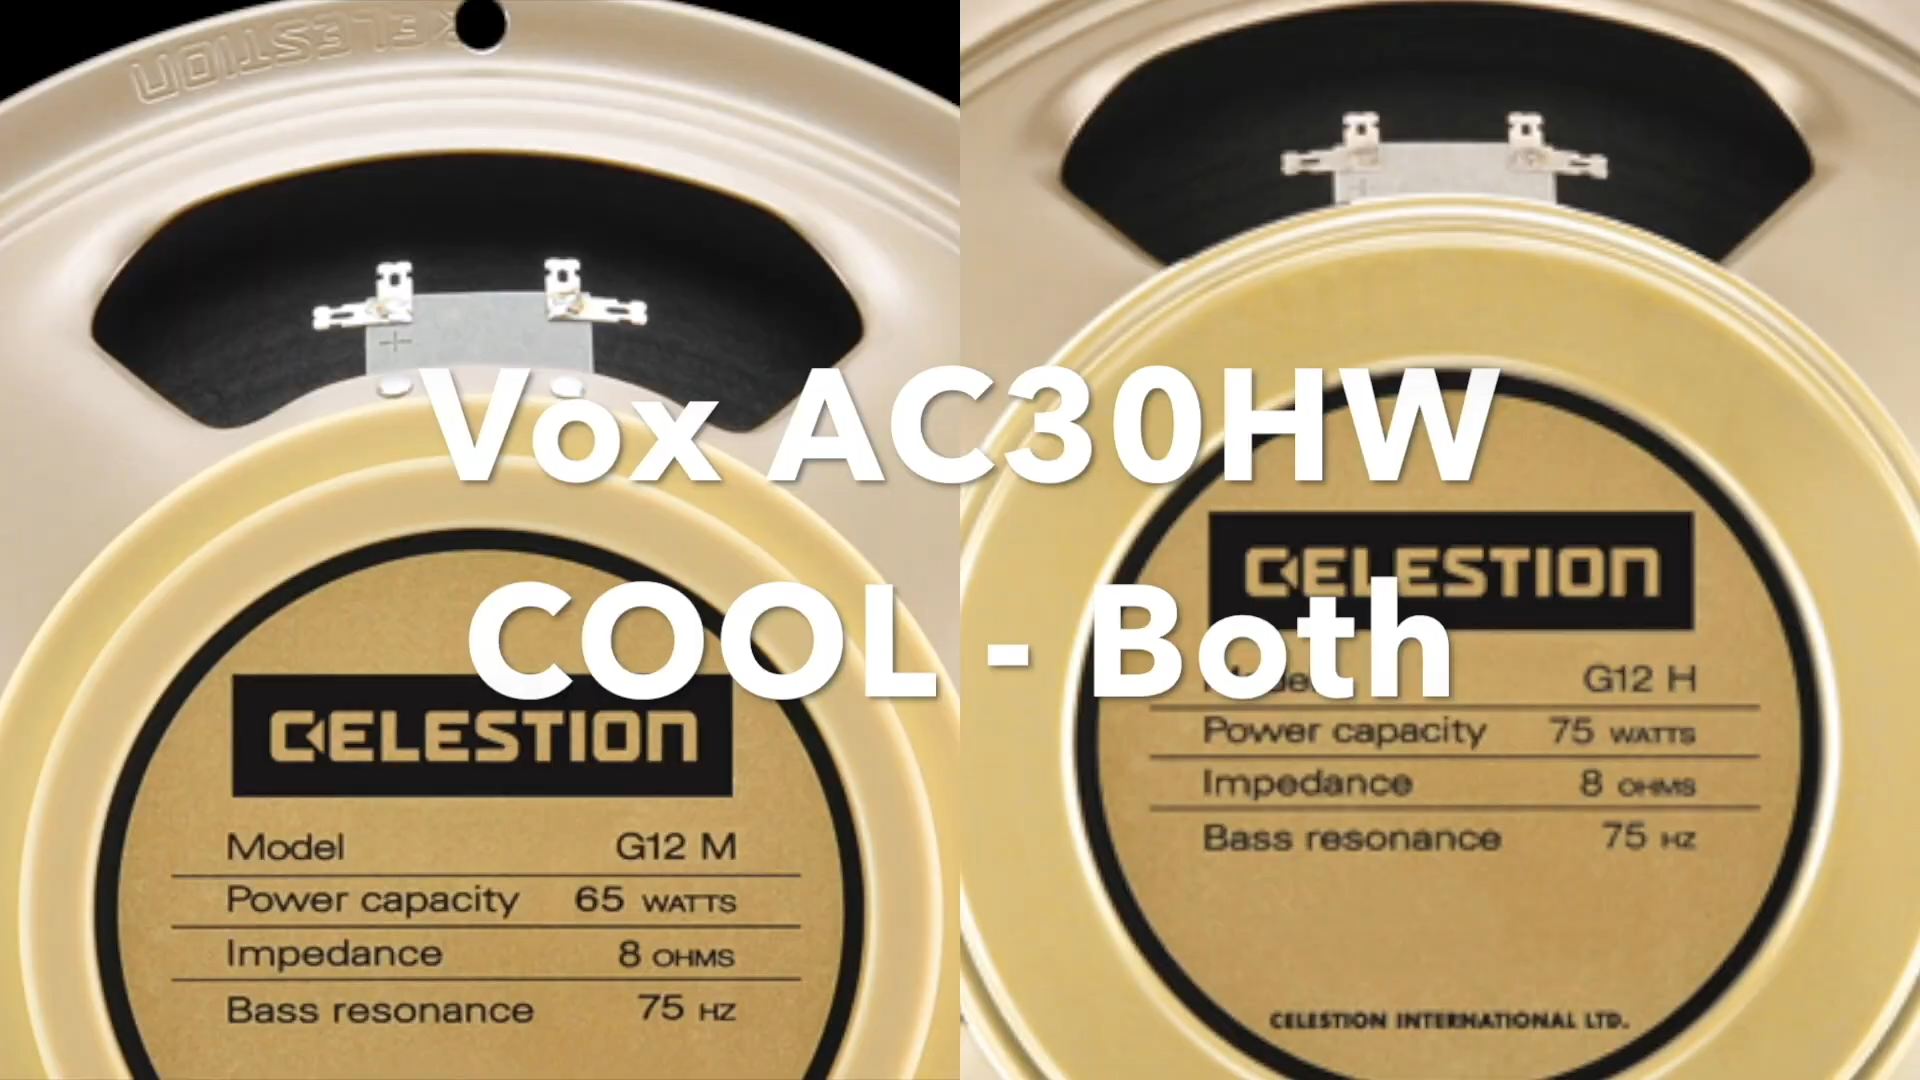 CELESTION
Vox AC30HW
COOL - Both
CELESTION
Model G12 M
Power capacity 65 WATTS
Impedance 8 OHMS
Bass resonance 75 HZ
CELESTION
Model G12 H
Power capacity 75 WATTS
Impedance 8 OHMS
Bass resonance 75 HZ
CELESTION INTERNATIONAL LTD.